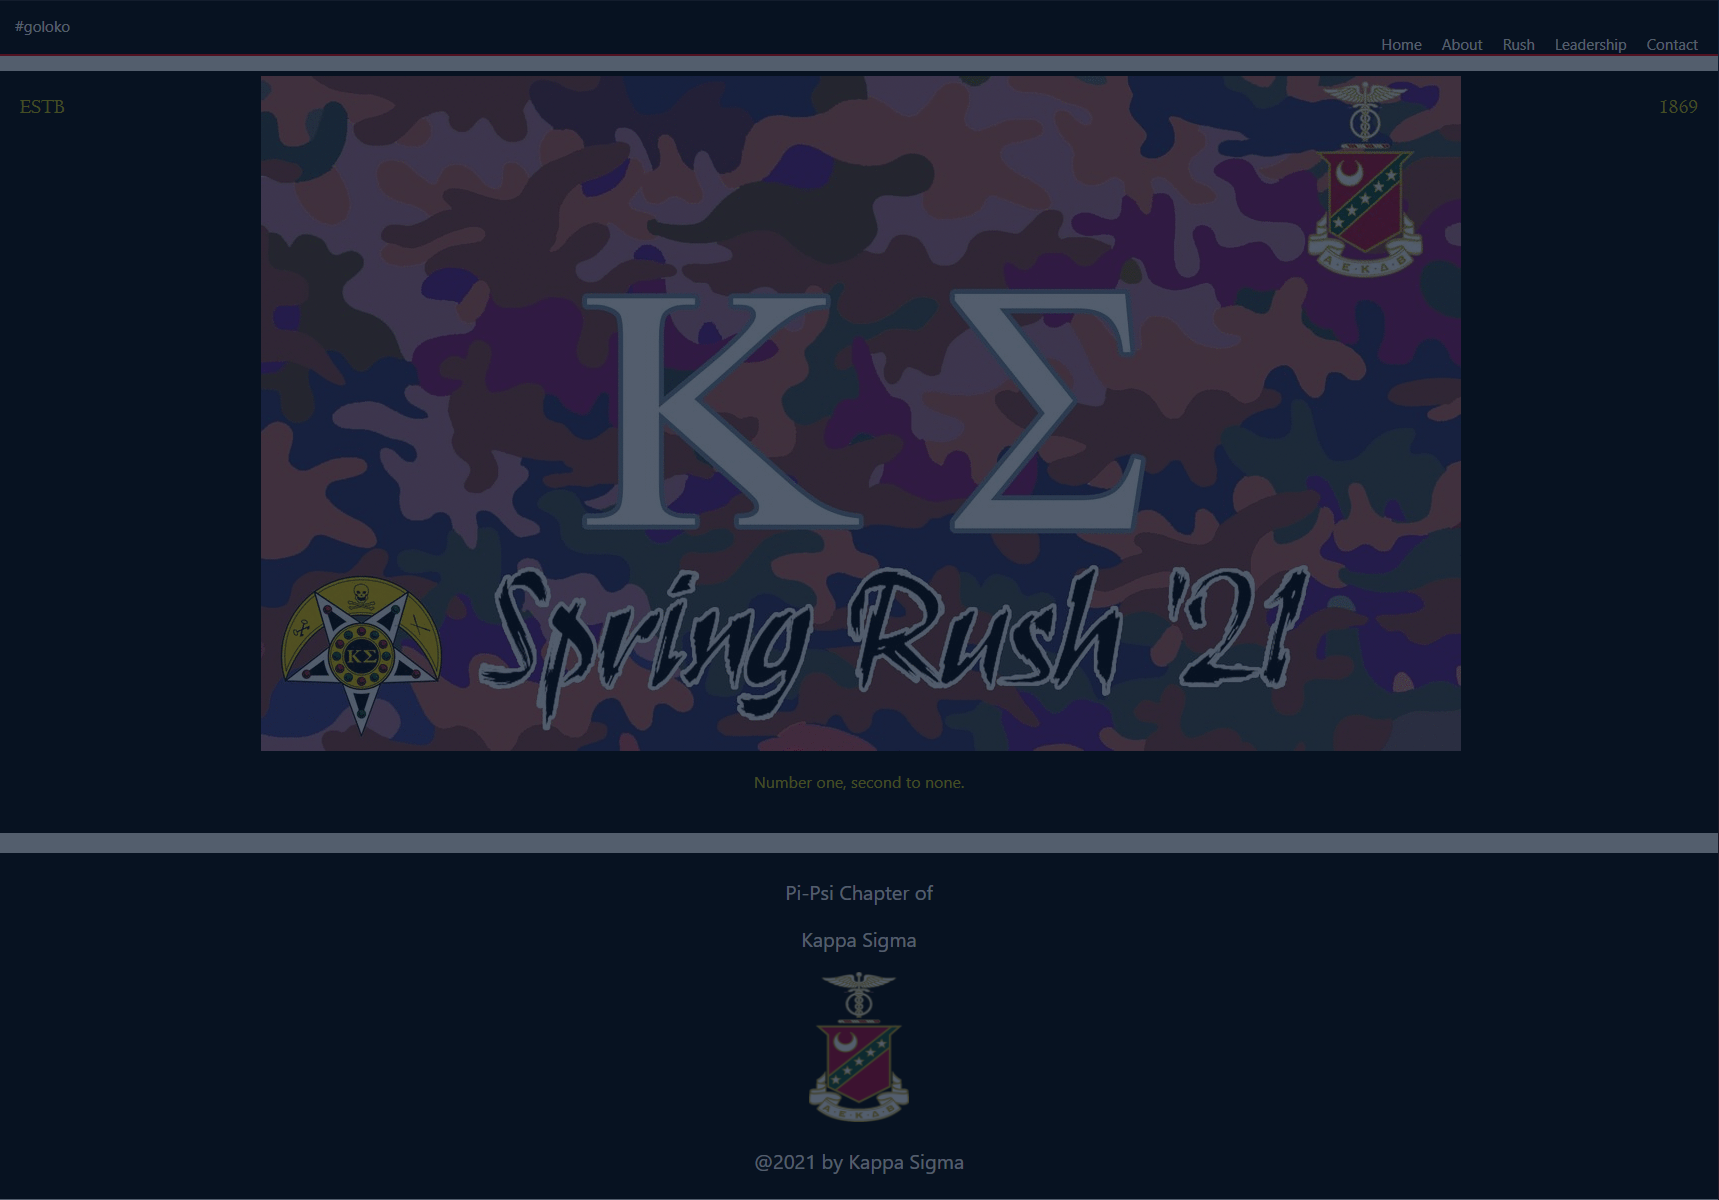 #goloko
Home About Rush Leadership Contact
ESTB
1869
Α · Ε · Κ · Δ · Β
Κ Σ
ΚΣ
Spring Rush '21
Number one, second to none.
Pi-Psi Chapter of
Kappa Sigma
Α · Ε · Κ · Δ · Β
@2021 by Kappa Sigma